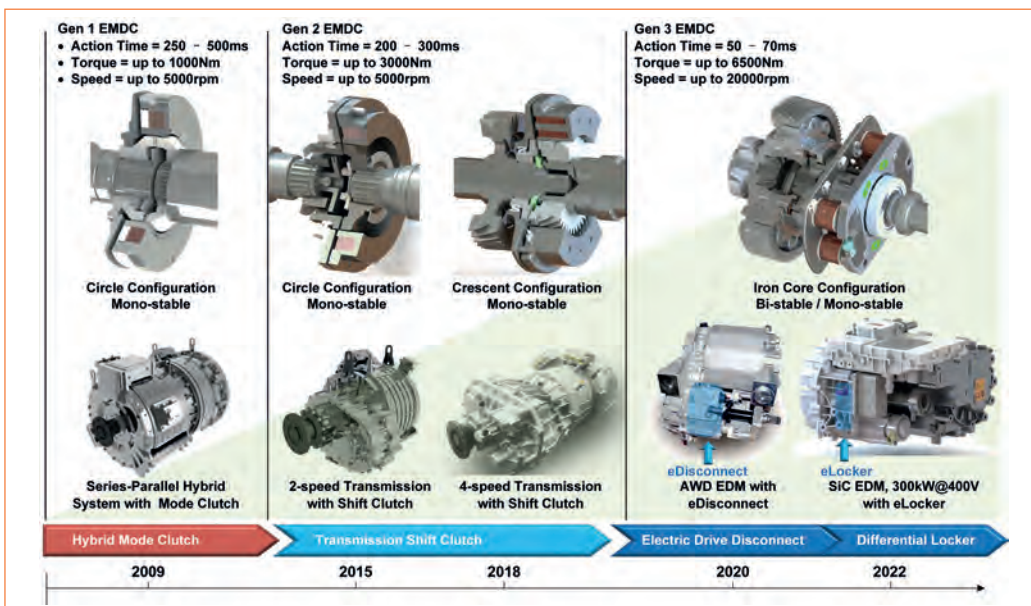 Gen 1 EMDC
• Action Time = 250 – 500ms
• Torque = up to 1000Nm
• Speed = up to 5000rpm
Gen 2 EMDC
Action Time = 200 – 300ms
Torque = up to 3000Nm
Speed = up to 5000rpm
Gen 3 EMDC
Action Time = 50 – 70ms
Torque = up to 6500Nm
Speed = up to 20000rpm
Circle Configuration
Mono-stable
Circle Configuration
Mono-stable
Crescent Configuration
Mono-stable
Iron Core Configuration
Bi-stable / Mono-stable
Series-Parallel Hybrid
System with Mode Clutch
2-speed Transmission
with Shift Clutch
4-speed Transmission
with Shift Clutch
eDisconnect
AWD EDM with
eDisconnect
eLocker
SiC EDM, 300kW@400V
with eLocker
Hybrid Mode Clutch
Transmission Shift Clutch
Electric Drive Disconnect
Differential Locker
2009
2015
2018
2020
2022